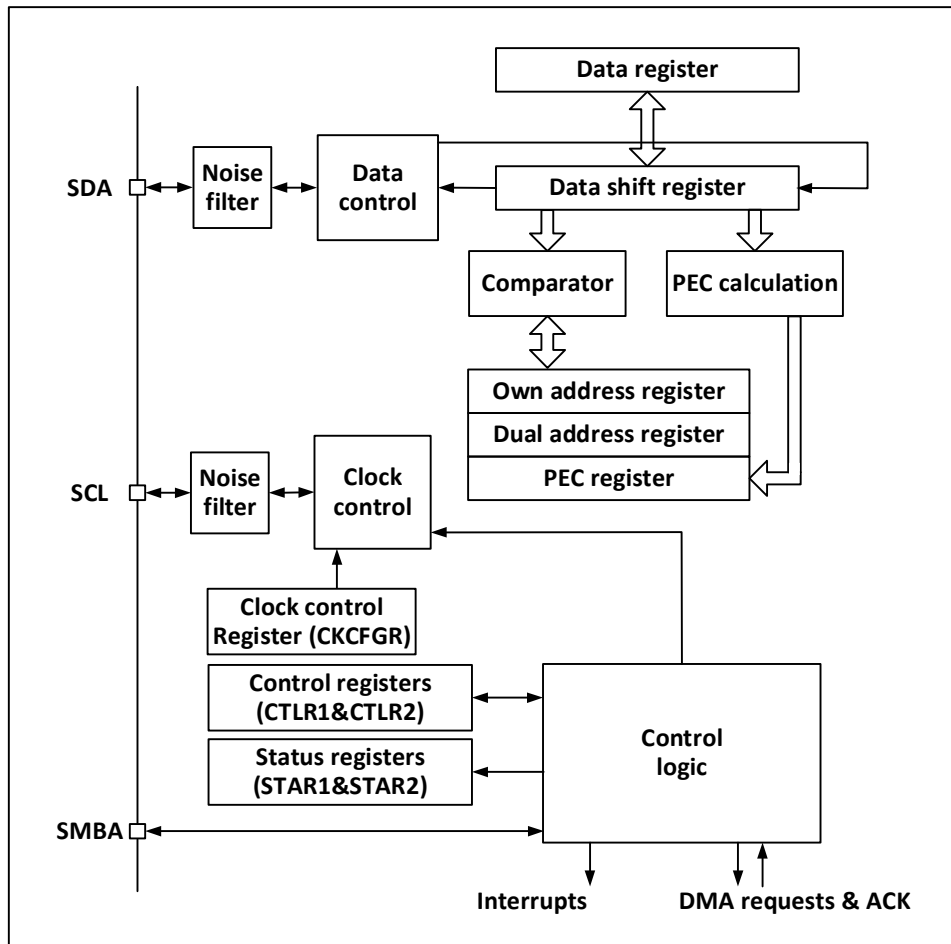 Data register
SDA
Noise
filter
Data
control
Data shift register
Comparator
PEC calculation
Own address register
Dual address register
PEC register
SCL
Noise
filter
Clock
control
Clock control
Register (CKCFGR)
Control registers
(CTLR1&CTLR2)
Status registers
(STAR1&STAR2)
Control
logic
SMBA
Interrupts
DMA requests & ACK